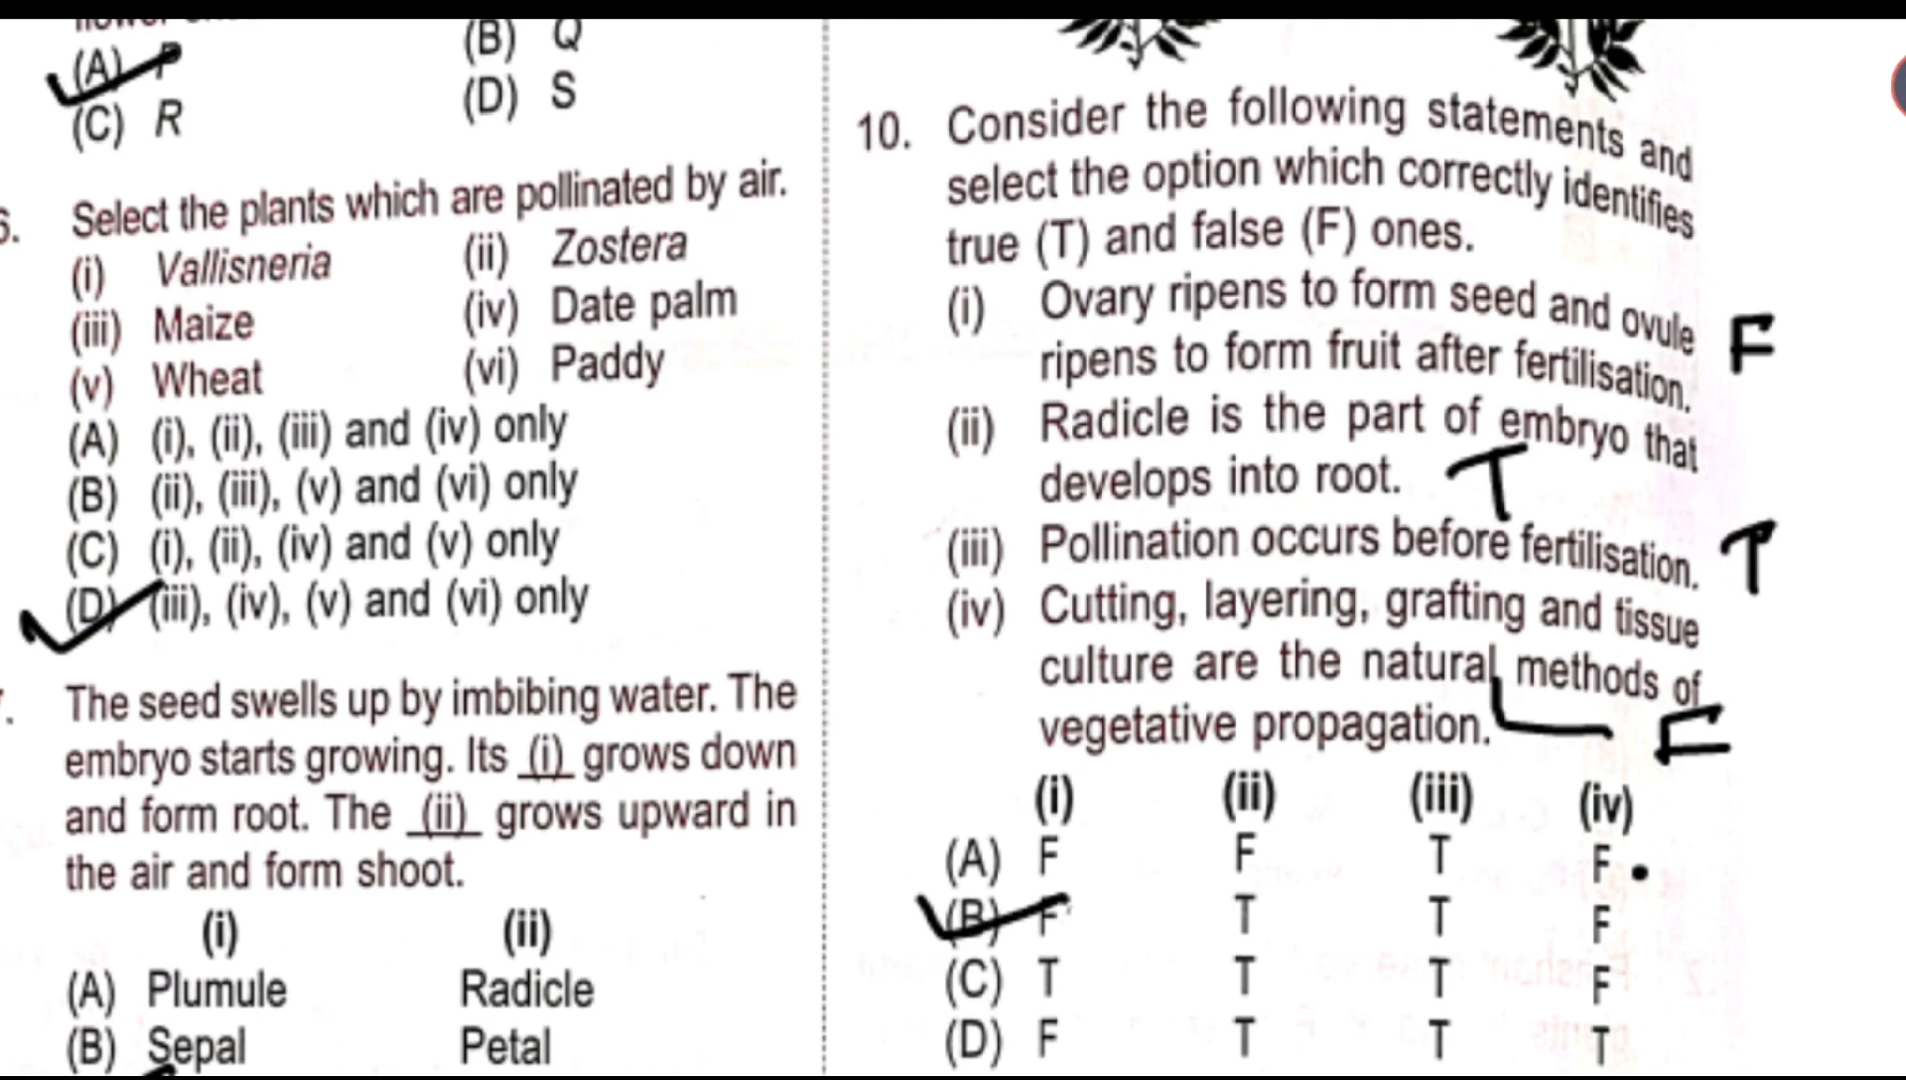 (A) P (B) Q
(C) R (D) S
6. Select the plants which are pollinated by air.
(i) Vallisneria (ii) Zostera
(iii) Maize (iv) Date palm
(v) Wheat (vi) Paddy
(A) (i), (ii), (iii) and (iv) only
(B) (ii), (iii), (v) and (vi) only
(C) (i), (ii), (iv) and (v) only
(D) (iii), (iv), (v) and (vi) only
The seed swells up by imbibing water. The
embryo starts growing. Its (i) grows down
and form root. The (ii) grows upward in
the air and form shoot.
(i) (ii)
(A) Plumule Radicle
(B) Sepal Petal
10. Consider the following statements and
select the option which correctly identifies
true (T) and false (F) ones.
(i) Ovary ripens to form seed and ovule
ripens to form fruit after fertilisation. F
(ii) Radicle is the part of embryo that
develops into root. T
(iii) Pollination occurs before fertilisation. T
(iv) Cutting, layering, grafting and tissue
culture are the natural methods of
vegetative propagation. F
(i) (ii) (iii) (iv)
(A) F F T F
(B) F T T F
(C) T T T F
(D) F T T T